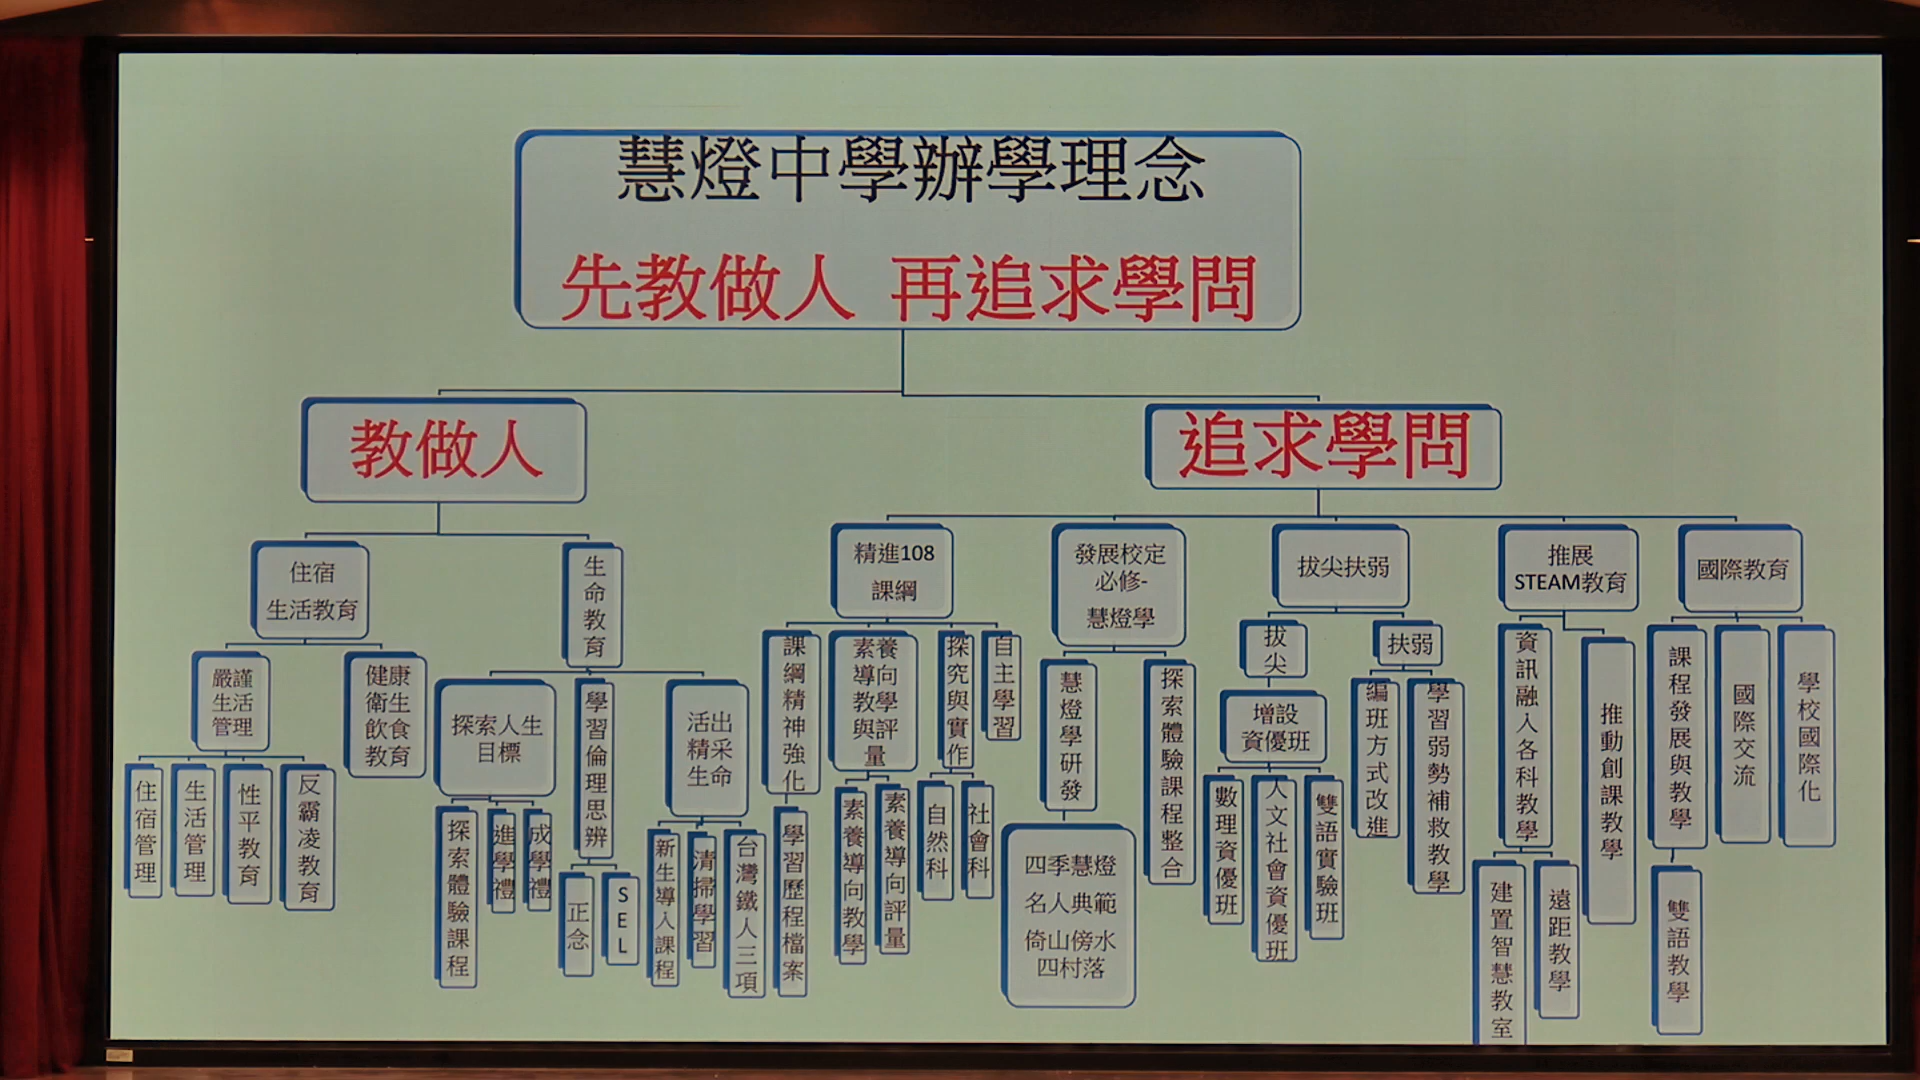 慧燈中學辦學理念
先教做人 再追求學問
教做人
追求學問
住宿
生活教育
生命教育
精進108
課綱
發展校定
必修-
慧燈學
拔尖扶弱
推展
STEAM教育
國際教育
嚴謹
生活
管理
健康
衛生
飲食
教育
探索人生
目標
學習倫理思辨
活出
精采
生命
課綱精神強化
素養
導向
教學
與評
量
探究與實作
自主學習
慧燈學研發
探索體驗課程整合
拔尖
扶弱
增設
資優班
編班方式改進
學習弱勢補救教學
資訊融入各科教學
推動創課教學
課程發展與教學
國際交流
學校國際化
住宿管理
生活管理
性平教育
反霸凌教育
探索體驗課程
進學禮
成學禮
正念
SEL
新生導入課程
清掃學習
台灣鐵人三項
學習歷程檔案
素養導向教學
素養導向評量
自然科
社會科
四季慧燈
名人典範
倚山傍水
四村落
數理資優班
人文社會資優班
雙語實驗班
建置智慧教室
遠距教學
雙語教學